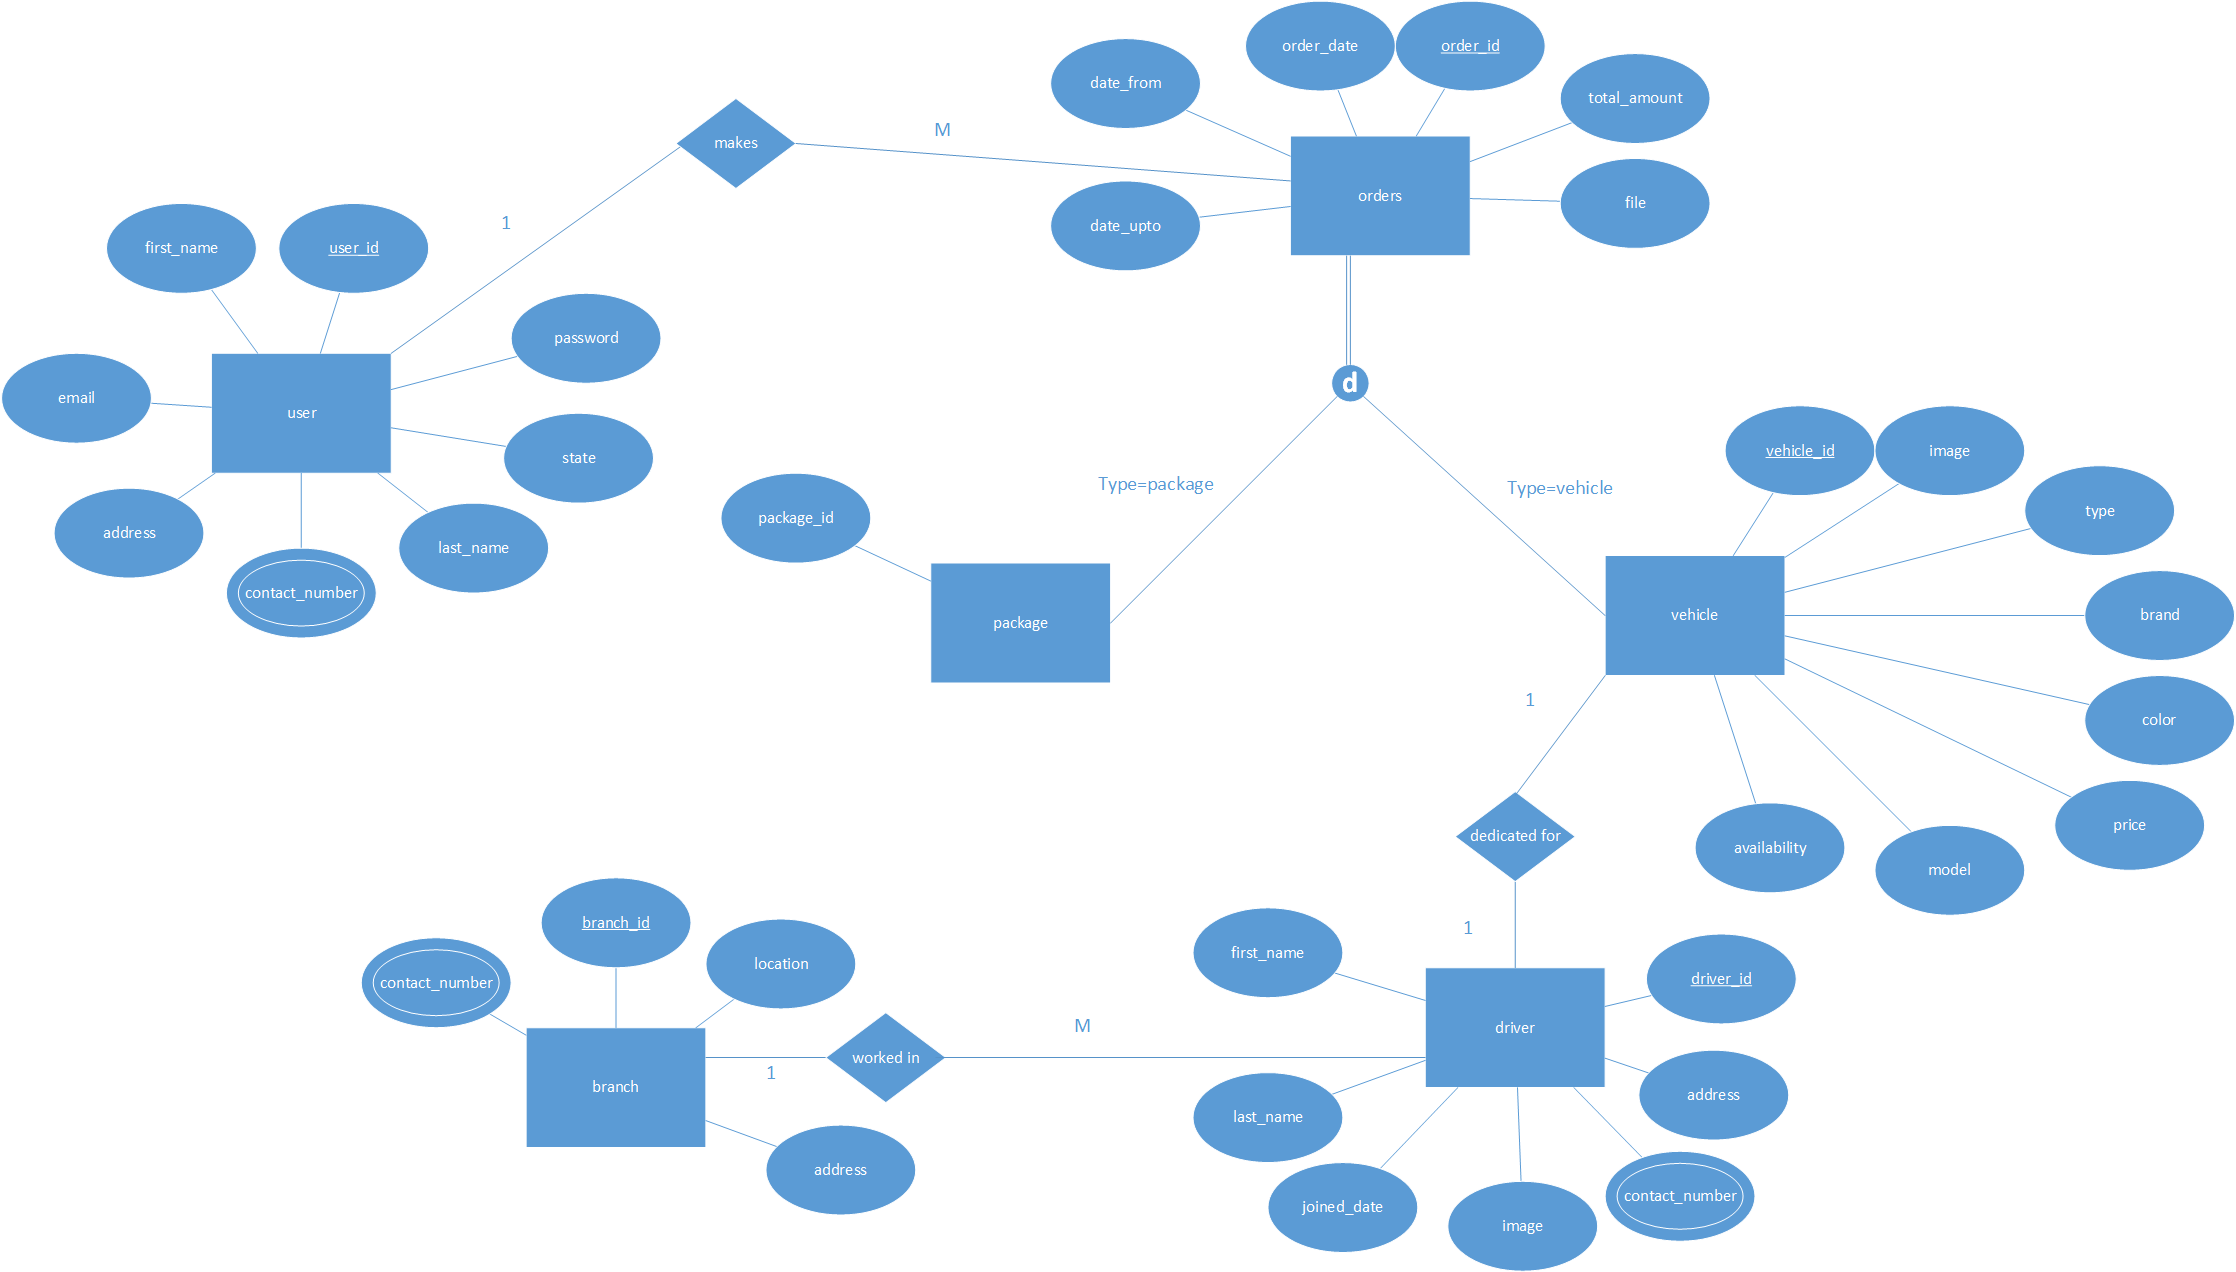 order_date
order_id
date_from
total_amount
makes
M
orders
file
date_upto
1
first_name
user_id
password
email
user
state
address
last_name
contact_number
d
Type=package
Type=vehicle
package_id
package
vehicle_id
image
type
vehicle
brand
color
price
model
availability
1
dedicated for
1
branch_id
location
contact_number
branch
1
worked in
M
address
first_name
driver_id
driver
address
last_name
joined_date
image
contact_number